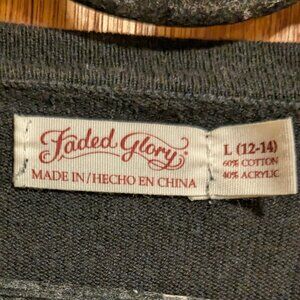 Faded Glory
MADE IN/HECHO EN CHINA
L (12-14)
60% COTTON
40% ACRYLIC